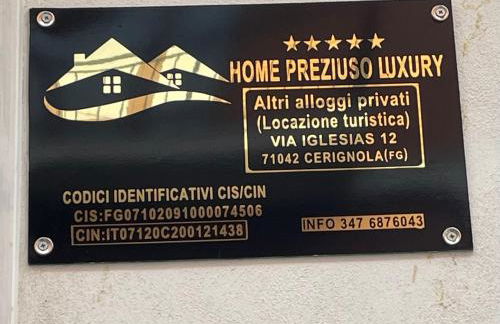 HOME PREZIUSO LUXURY
Altri alloggi privati
(Locazione turistica)
VIA IGLESIAS 12
71042 CERIGNOLA(FG)
CODICI IDENTIFICATIVI CIS/CIN
CIS:FG07102091000074506
CIN:IT07120C200121438
INFO 347 6876043